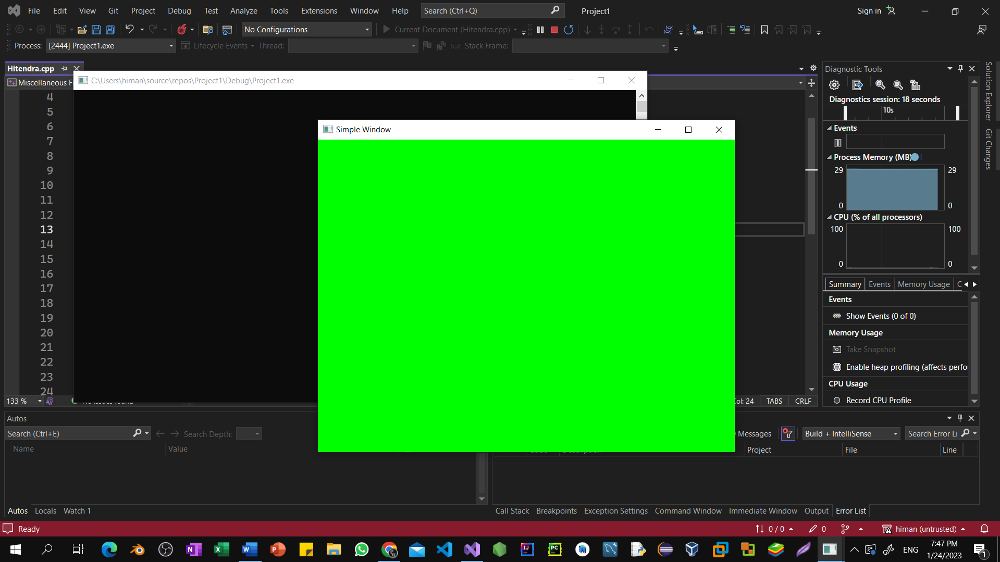 File Edit View Git Project Debug Test Analyze Tools Extensions Window Help Search (Ctrl+Q) Project1 Sign in
No Configurations Current Document (Hitendra.cpp)
Process: [2444] Project1.exe Lifecycle Events Thread: Stack Frame:
Hitendra.cpp
Miscellaneous F
C:\Users\himan\source\repos\Project1\Debug\Project1.exe
4
5
6
7
8
9
10
11
12
13
14
15
16
17
18
19
20
21
22
23
24
Simple Window
133 % No issues found Col: 24 TABS CRLF
Diagnostic Tools
Diagnostics session: 18 seconds
10s
Events
Process Memory (MB)
29 29
0 0
CPU (% of all processors)
100 100
0 0
Summary Events Memory Usage C
Events
Show Events (0 of 0)
Memory Usage
Take Snapshot
Enable heap profiling (affects perfo
CPU Usage
Record CPU Profile
Solution Explorer
Git Changes
Autos
Search (Ctrl+E) Search Depth:
Name Value
Autos Locals Watch 1
Messages Build + IntelliSense Search Error Li
Project File Line
Call Stack Breakpoints Exception Settings Command Window Immediate Window Output Error List
Ready 0 / 0 0 himan (untrusted)
ENG 7:47 PM
1/24/2023 1